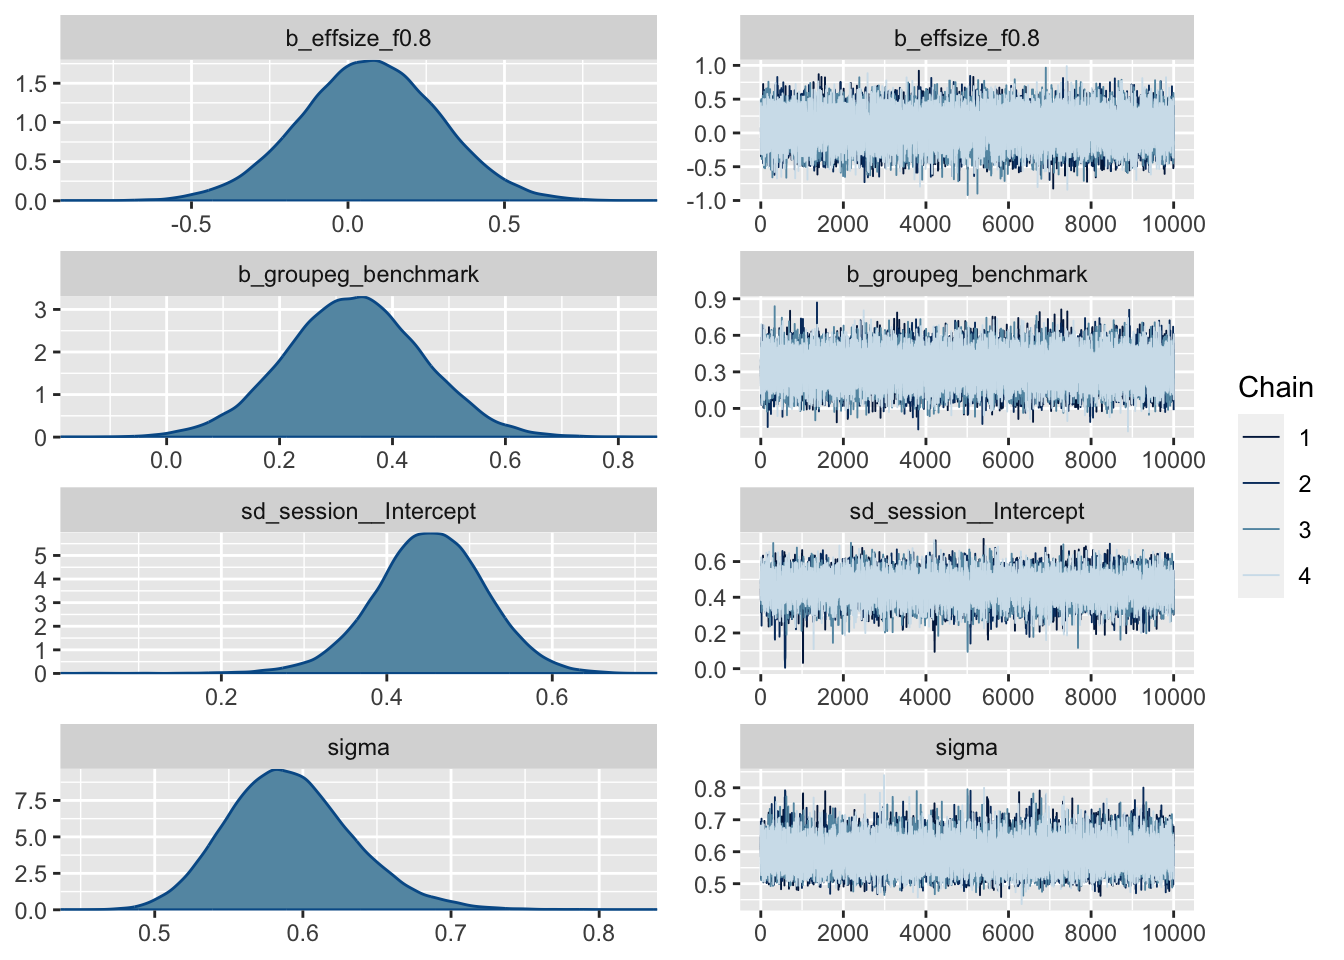 b_effsize_f0.8
1.5
1.0
0.5
0.0
-0.5 0.0 0.5
b_effsize_f0.8
1.0
0.5
0.0
-0.5
-1.0
0 2000 4000 6000 8000 10000
b_groupeg_benchmark
3
2
1
0
0.0 0.2 0.4 0.6 0.8
b_groupeg_benchmark
0.9
0.6
0.3
0.0
0 2000 4000 6000 8000 10000
sd_session__Intercept
5
4
3
2
1
0
0.2 0.4 0.6
sd_session__Intercept
0.6
0.4
0.2
0.0
0 2000 4000 6000 8000 10000
sigma
7.5
5.0
2.5
0.0
0.5 0.6 0.7 0.8
sigma
0.8
0.7
0.6
0.5
0 2000 4000 6000 8000 10000
Chain
1
2
3
4